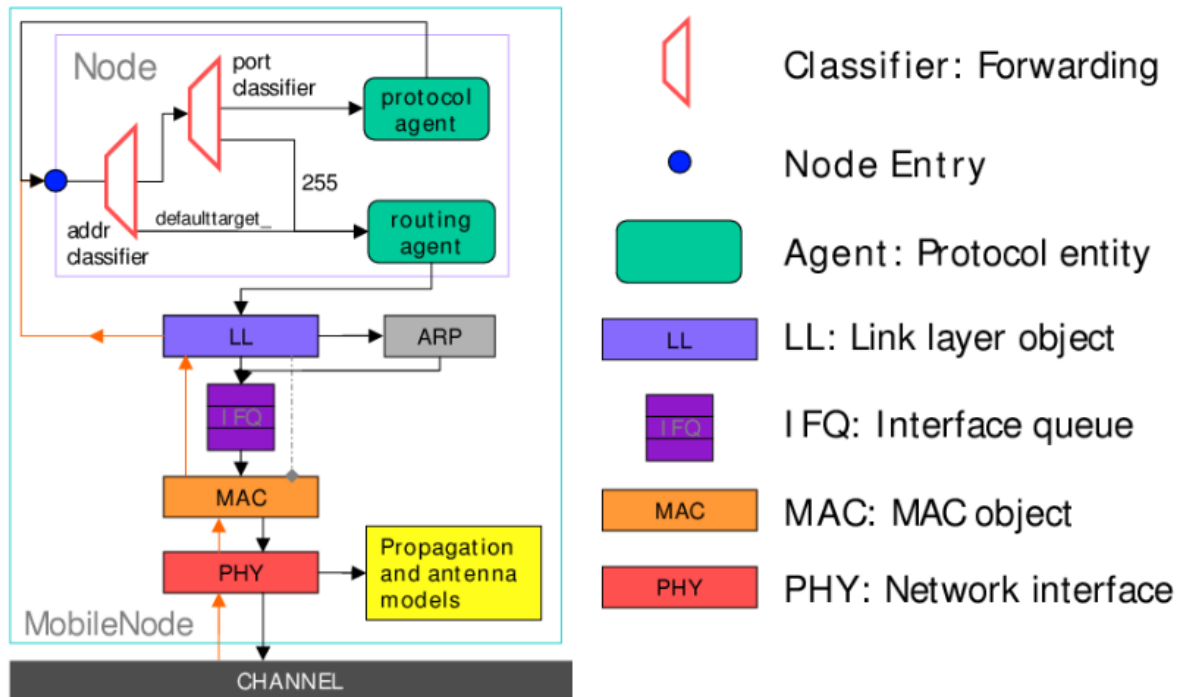 Node
port
classifier
protocol
agent
255
defaulttarget_
addr
classifier
routing
agent
LL
ARP
IFQ
MAC
PHY
Propagation
and antenna
models
MobileNode
CHANNEL
Classifier: Forwarding
Node Entry
Agent: Protocol entity
LL
LL: Link layer object
IFQ
IFQ: Interface queue
MAC
MAC: MAC object
PHY
PHY: Network interface